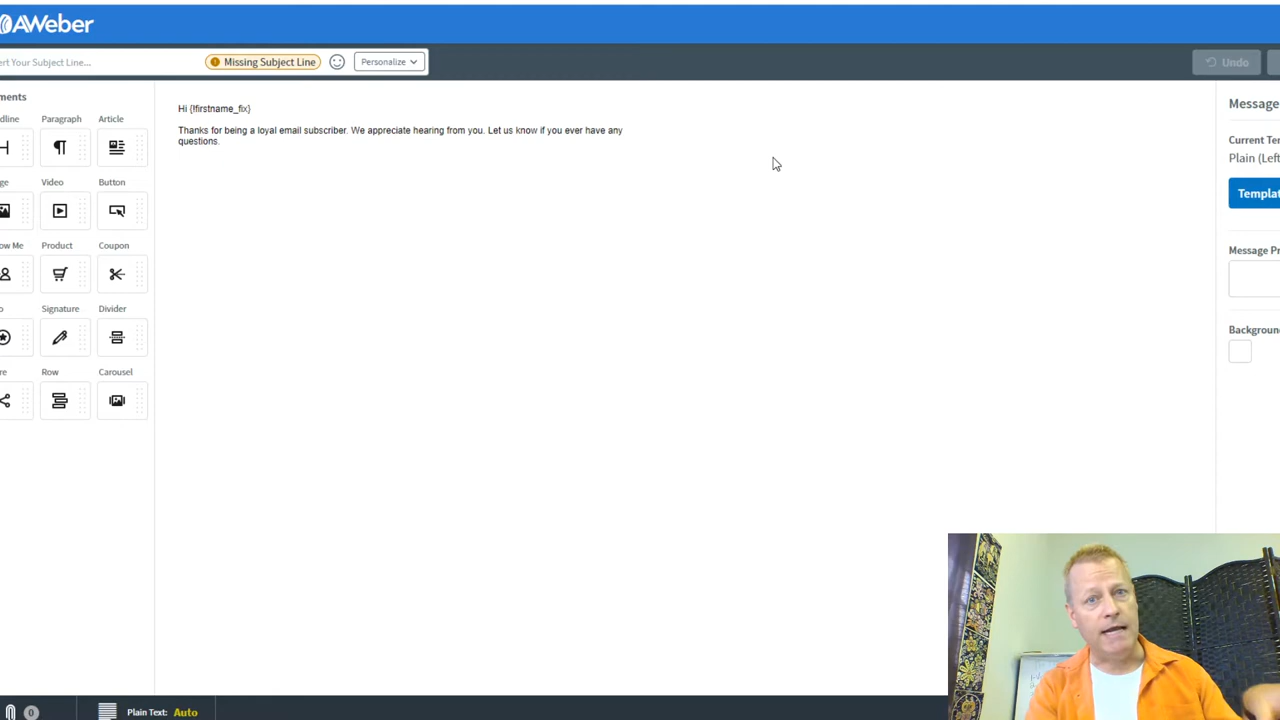 AWeber
ert Your Subject Line...
Missing Subject Line
Personalize
Undo
ments
dline
Paragraph
Article
ge
Video
Button
ow Me
Product
Coupon
o
Signature
Divider
re
Row
Carousel
Hi {!firstname_fix}
Thanks for being a loyal email subscriber. We appreciate hearing from you. Let us know if you ever have any
questions.
Message
Current Ter
Plain (Left
Templat
Message Pr
Background
0
Plain Text: Auto